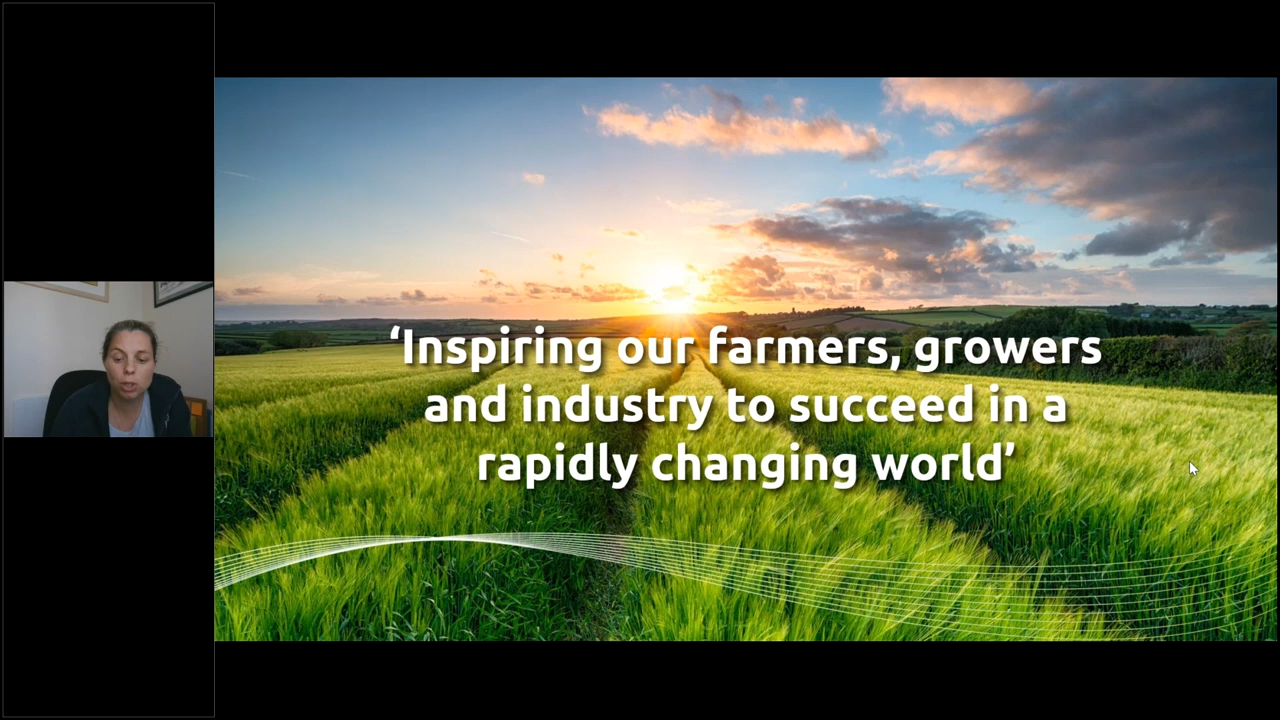 ‘Inspiring our farmers, growers
and industry to succeed in a
rapidly changing world’